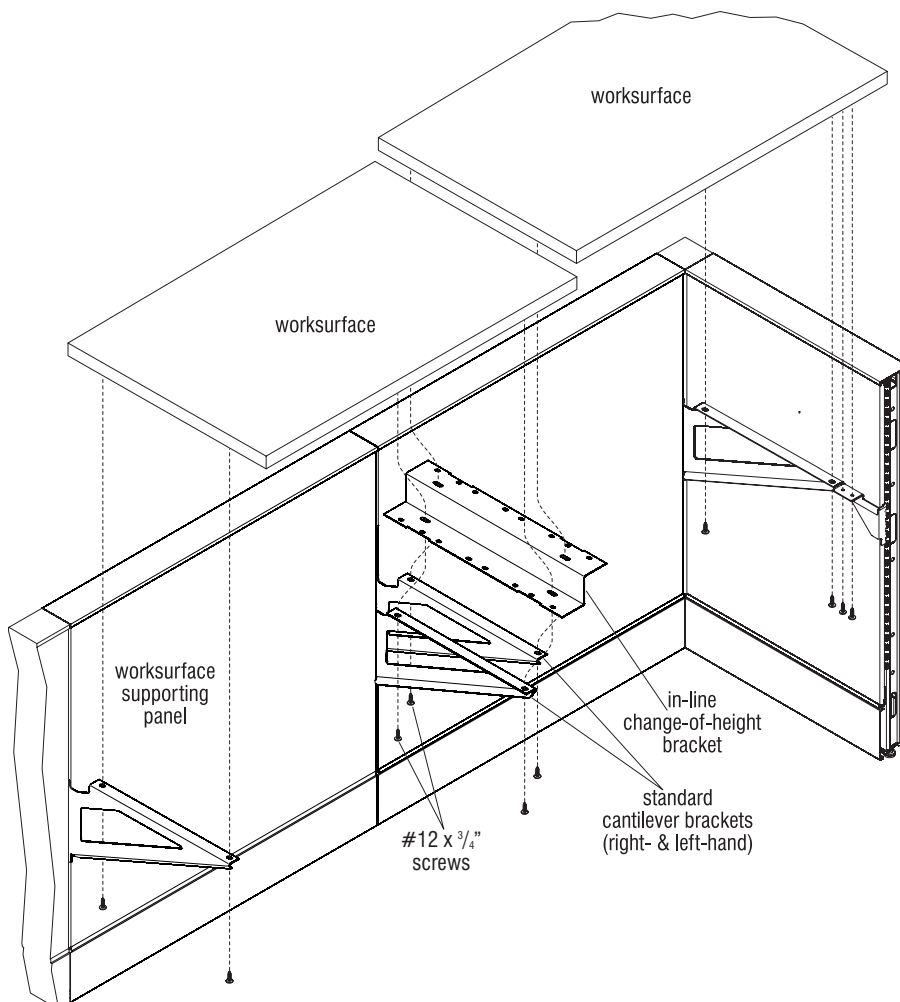 worksurface
worksurface
worksurface
supporting
panel
in-line
change-of-height
bracket
standard
cantilever brackets
(right- & left-hand)
#12 x 3/4”
screws